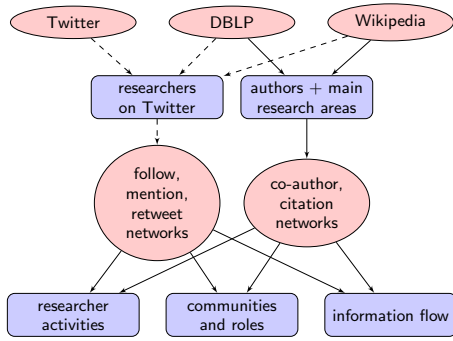 Twitter
DBLP
Wikipedia
researchers
on Twitter
authors + main
research areas
follow,
mention,
retweet
networks
co-author,
citation
networks
researcher
activities
communities
and roles
information flow